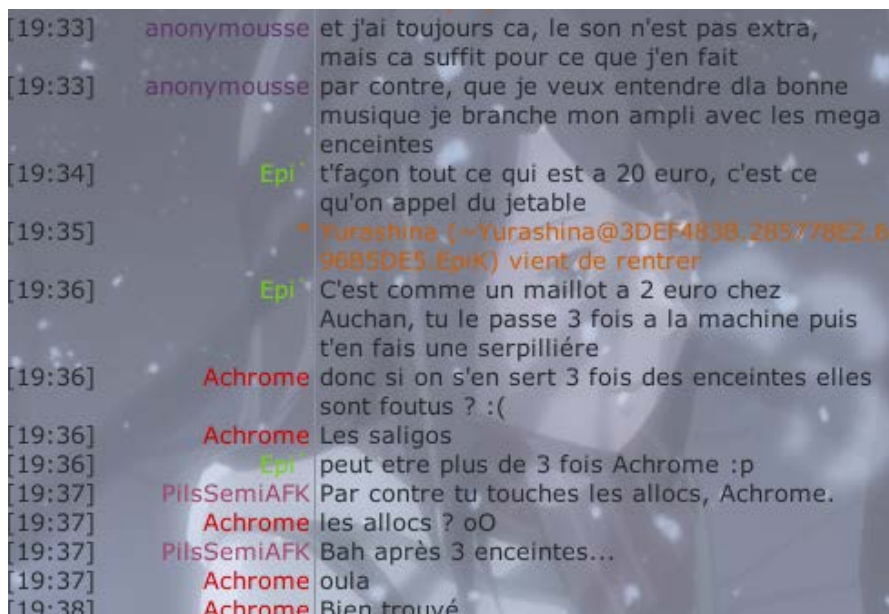 [19:33] anonymousse et j'ai toujours ca, le son n'est pas extra,
mais ca suffit pour ce que j'en fait
[19:33] anonymousse par contre, que je veux entendre dla bonne
musique je branche mon ampli avec les mega
enceintes
[19:34] Epi` t'façon tout ce qui est a 20 euro, c'est ce
qu'on appel du jetable
[19:35] * Yurashina (~Yurashina@3DEF483B.285778E2.6
96B5DE5.EpiK) vient de rentrer
[19:36] Epi` C'est comme un maillot a 2 euro chez
Auchan, tu le passe 3 fois a la machine puis
t'en fais une serpilliére
[19:36] Achrome donc si on s'en sert 3 fois des enceintes elles
sont foutus ? :(
[19:36] Achrome Les saligos
[19:36] Epi` peut etre plus de 3 fois Achrome :p
[19:37] PilsSemiAFK Par contre tu touches les allocs, Achrome.
[19:37] Achrome les allocs ? oO
[19:37] PilsSemiAFK Bah après 3 enceintes...
[19:37] Achrome oula
[19:38] Achrome Bien trouvé